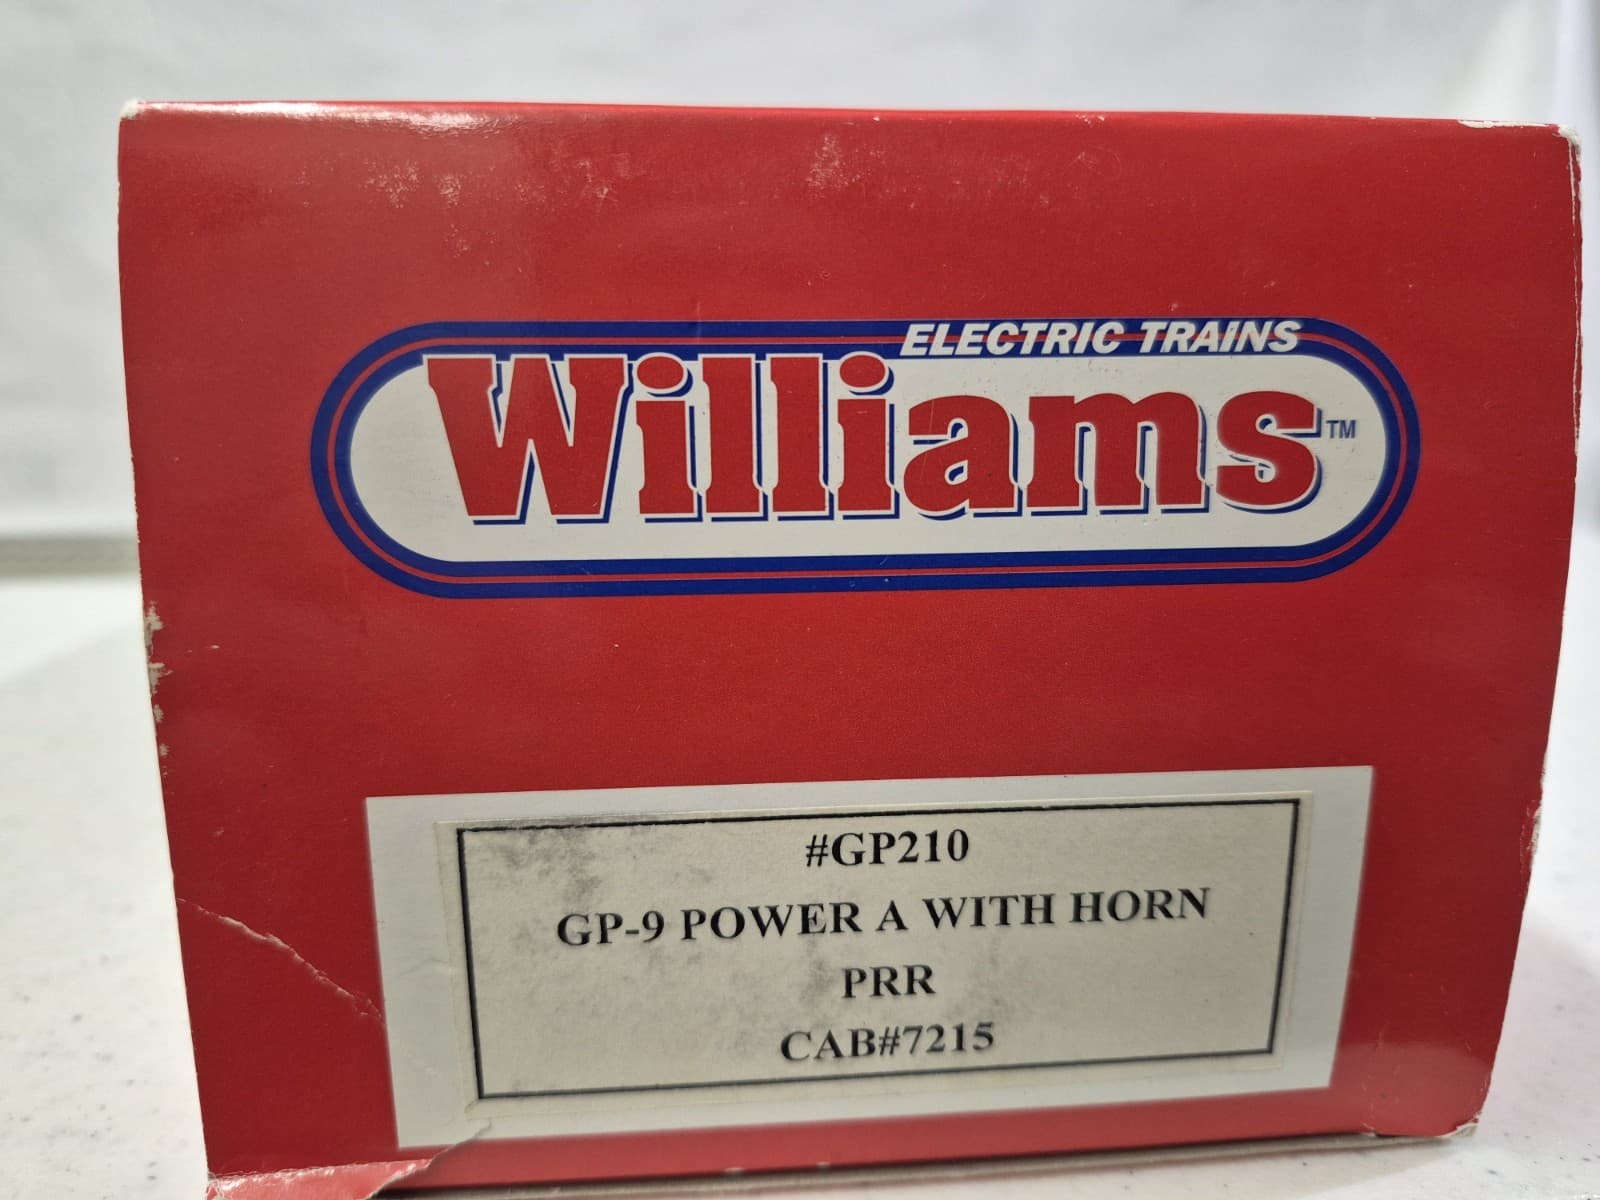 ELECTRIC TRAINS
Williams™
#GP210
GP-9 POWER A WITH HORN
PRR
CAB#7215